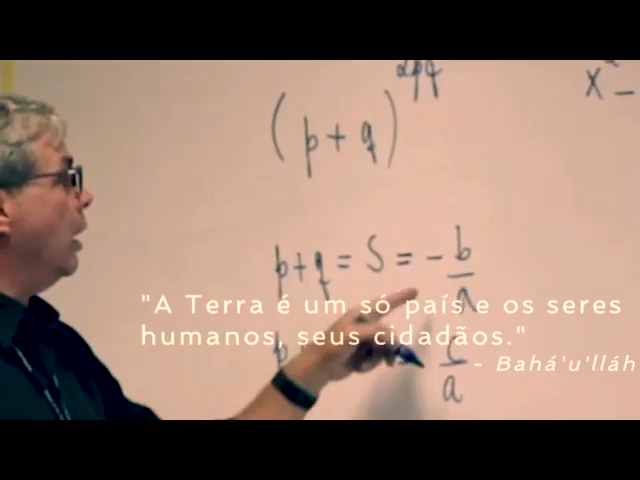 (p+q)
p+q = S = - b/a
"A Terra é um só país e os seres
humanos, seus cidadãos."
c/a
- Bahá'u'lláh